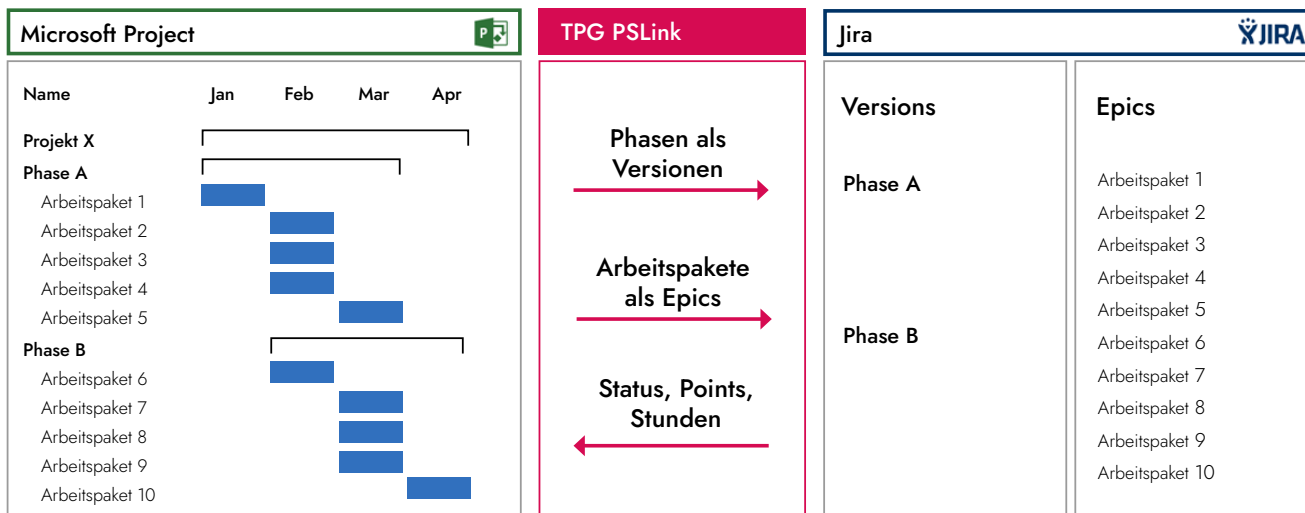 Microsoft Project
P
TPG PSLink
Jira
JIRA
Name Jan Feb Mar Apr
Projekt X
Phase A
Arbeitspaket 1
Arbeitspaket 2
Arbeitspaket 3
Arbeitspaket 4
Arbeitspaket 5
Phase B
Arbeitspaket 6
Arbeitspaket 7
Arbeitspaket 8
Arbeitspaket 9
Arbeitspaket 10
Phasen als
Versionen
Arbeitspakete
als Epics
Status, Points,
Stunden
Versions
Phase A
Phase B
Epics
Arbeitspaket 1
Arbeitspaket 2
Arbeitspaket 3
Arbeitspaket 4
Arbeitspaket 5
Arbeitspaket 6
Arbeitspaket 7
Arbeitspaket 8
Arbeitspaket 9
Arbeitspaket 10